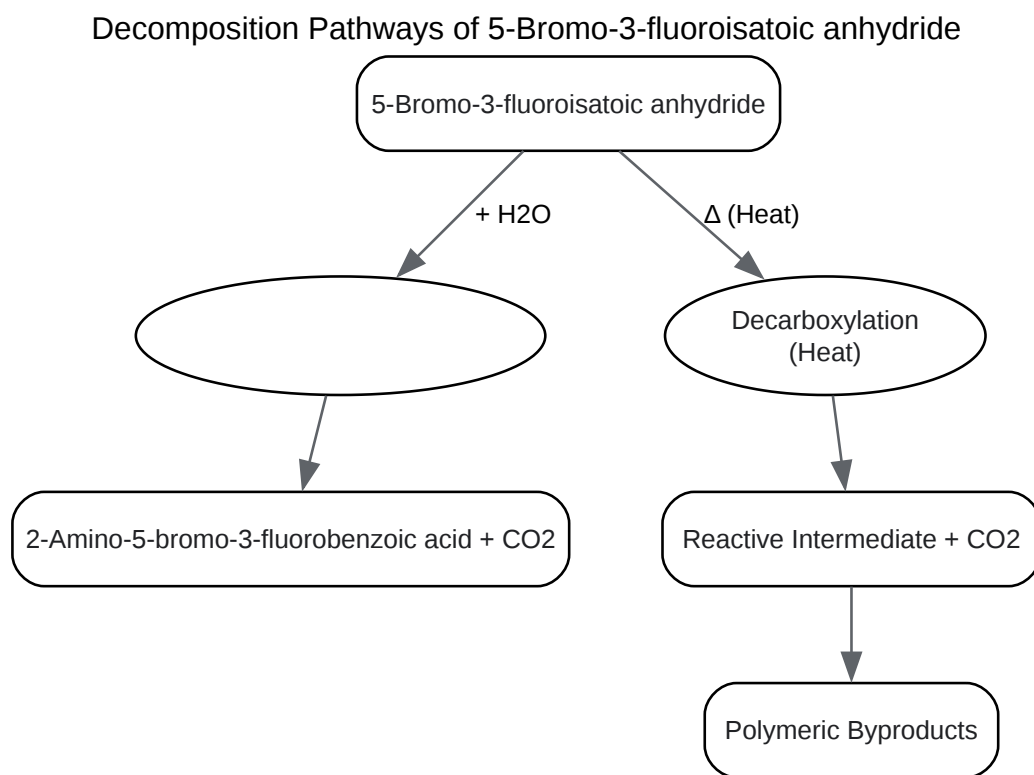 Decomposition Pathways of 5-Bromo-3-fluoroisatoic anhydride
5-Bromo-3-fluoroisatoic anhydride
+ H2O
Δ (Heat)
Decarboxylation
(Heat)
2-Amino-5-bromo-3-fluorobenzoic acid + CO2
Reactive Intermediate + CO2
Polymeric Byproducts